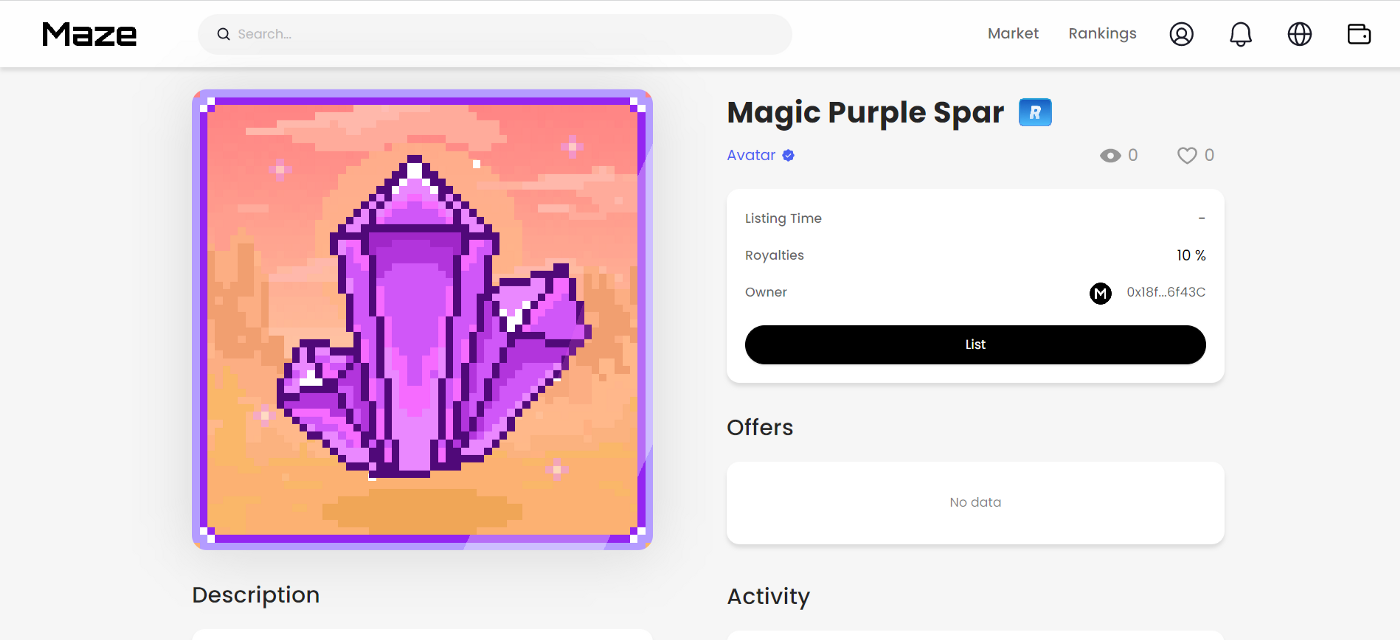 Maze
Search...
Market
Rankings
Magic Purple Spar R
Avatar
0
0
Listing Time
-
Royalties
10 %
Owner
M 0x18f...6f43C
List
Offers
No data
Description
Activity